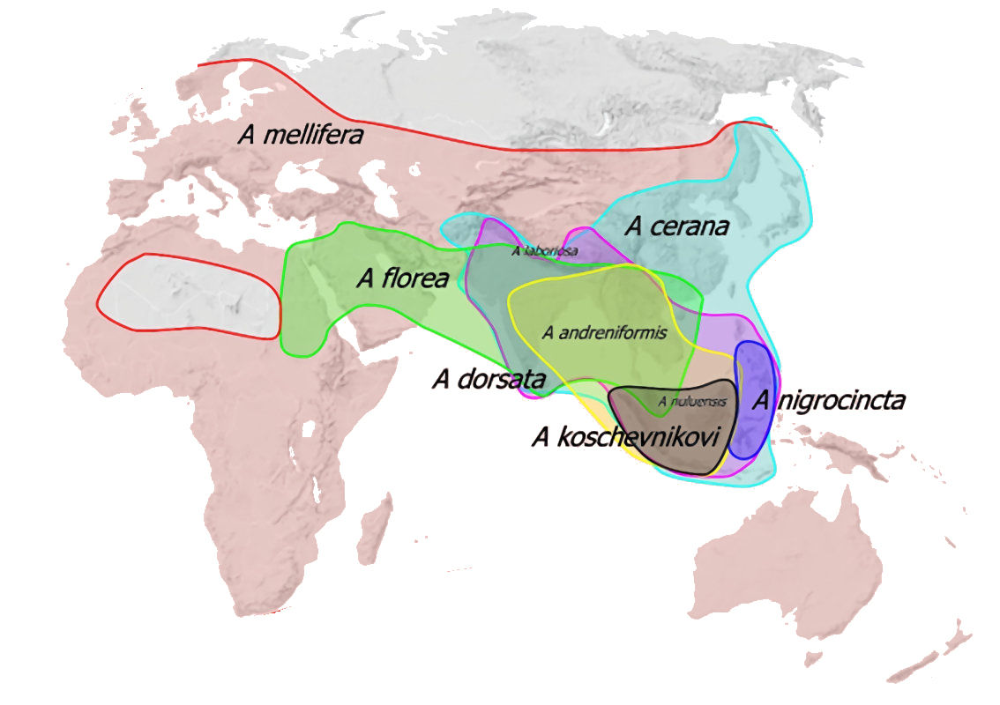 A mellifera
A cerana
A laboriosa
A florea
A andreniformis
A dorsata
A nigrocincta
A nuluensis
A koschevnikovi